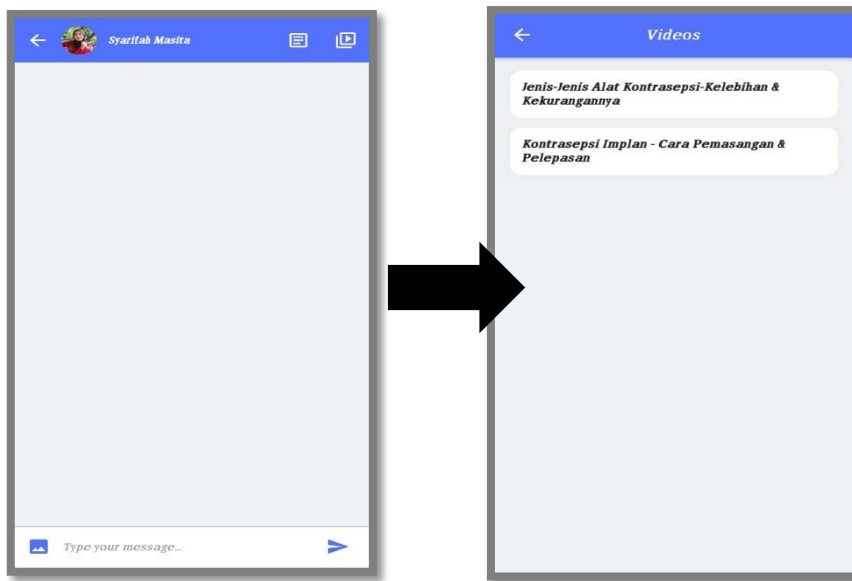 Syarifah Masita
Type your message...
Videos
Jenis-Jenis Alat Kontrasepsi-Kelebihan &
Kekurangannya
Kontrasepsi Implan - Cara Pemasangan &
Pelepasan